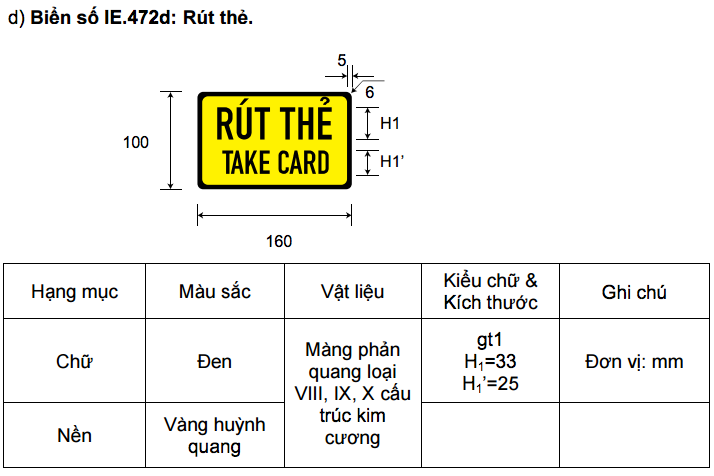 d) Biển số IE.472d: Rút thẻ.
5
6
RÚT THẺ
TAKE CARD
H1
H1’
100
160
Hạng mục
Màu sắc
Vật liệu
Kiểu chữ &
Kích thước
Ghi chú
Chữ
Đen
Màng phản
quang loại
VIII, IX, X cấu
trúc kim
cương
gt1
H1=33
H1’=25
Đơn vị: mm
Nền
Vàng huỳnh
quang